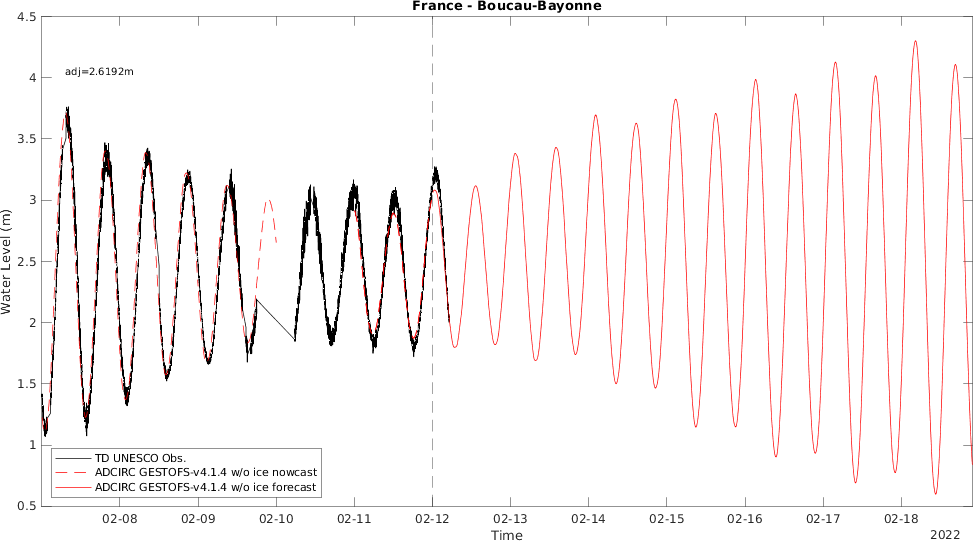 France - Boucau-Bayonne
adj=2.6192m
Water Level (m)
4.5
4
3.5
3
2.5
2
1.5
1
0.5
TD UNESCO Obs.
ADCIRC GESTOFS-v4.1.4 w/o ice nowcast
ADCIRC GESTOFS-v4.1.4 w/o ice forecast
02-08 02-09 02-10 02-11 02-12 02-13 02-14 02-15 02-16 02-17 02-18
Time
2022